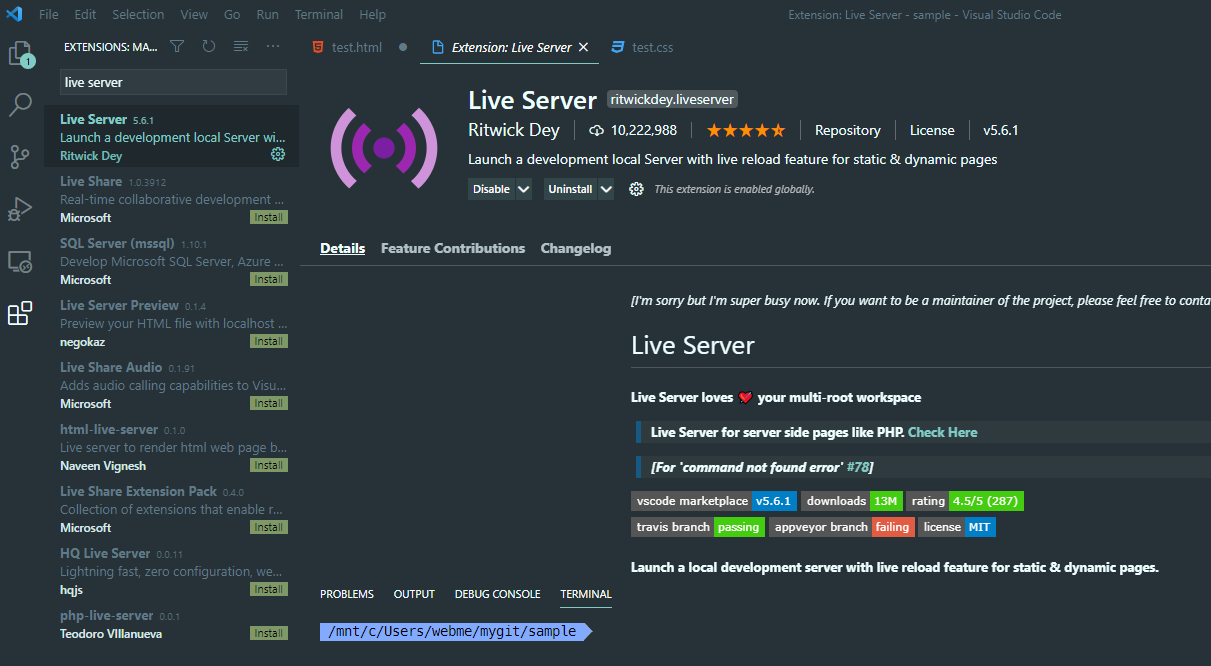 File Edit Selection View Go Run Terminal Help Extension: Live Server - sample - Visual Studio Code
EXTENSIONS: MA...
test.html Extension: Live Server test.css
1
live server
Live Server 5.6.1
Launch a development local Server wi...
Ritwick Dey
Live Share 1.0.3912
Real-time collaborative development ...
Microsoft Install
SQL Server (mssql) 1.10.1
Develop Microsoft SQL Server, Azure ...
Microsoft Install
Live Server Preview 0.1.4
Preview your HTML file with localhost ...
negokaz Install
Live Share Audio 0.1.91
Adds audio calling capabilities to Visu...
Microsoft Install
html-live-server 0.1.0
Live server to render html web page b...
Naveen Vignesh Install
Live Share Extension Pack 0.4.0
Collection of extensions that enable r...
Microsoft Install
HQ Live Server 0.0.11
Lightning fast, zero configuration, we...
hqjs Install
php-live-server 0.0.1
Teodoro VIllanueva Install
Live Server ritwickdey.liveserver
Ritwick Dey 10,222,988 Repository License v5.6.1
Launch a development local Server with live reload feature for static & dynamic pages
Disable Uninstall This extension is enabled globally.
Details Feature Contributions Changelog
[I'm sorry but I'm super busy now. If you want to be a maintainer of the project, please feel free to conta
Live Server
Live Server loves ❤️ your multi-root workspace
Live Server for server side pages like PHP. Check Here
[For 'command not found error' #78]
vscode marketplace v5.6.1 downloads 13M rating 4.5/5 (287)
travis branch passing appveyor branch failing license MIT
Launch a local development server with live reload feature for static & dynamic pages.
PROBLEMS OUTPUT DEBUG CONSOLE TERMINAL
/mnt/c/Users/webme/mygit/sample